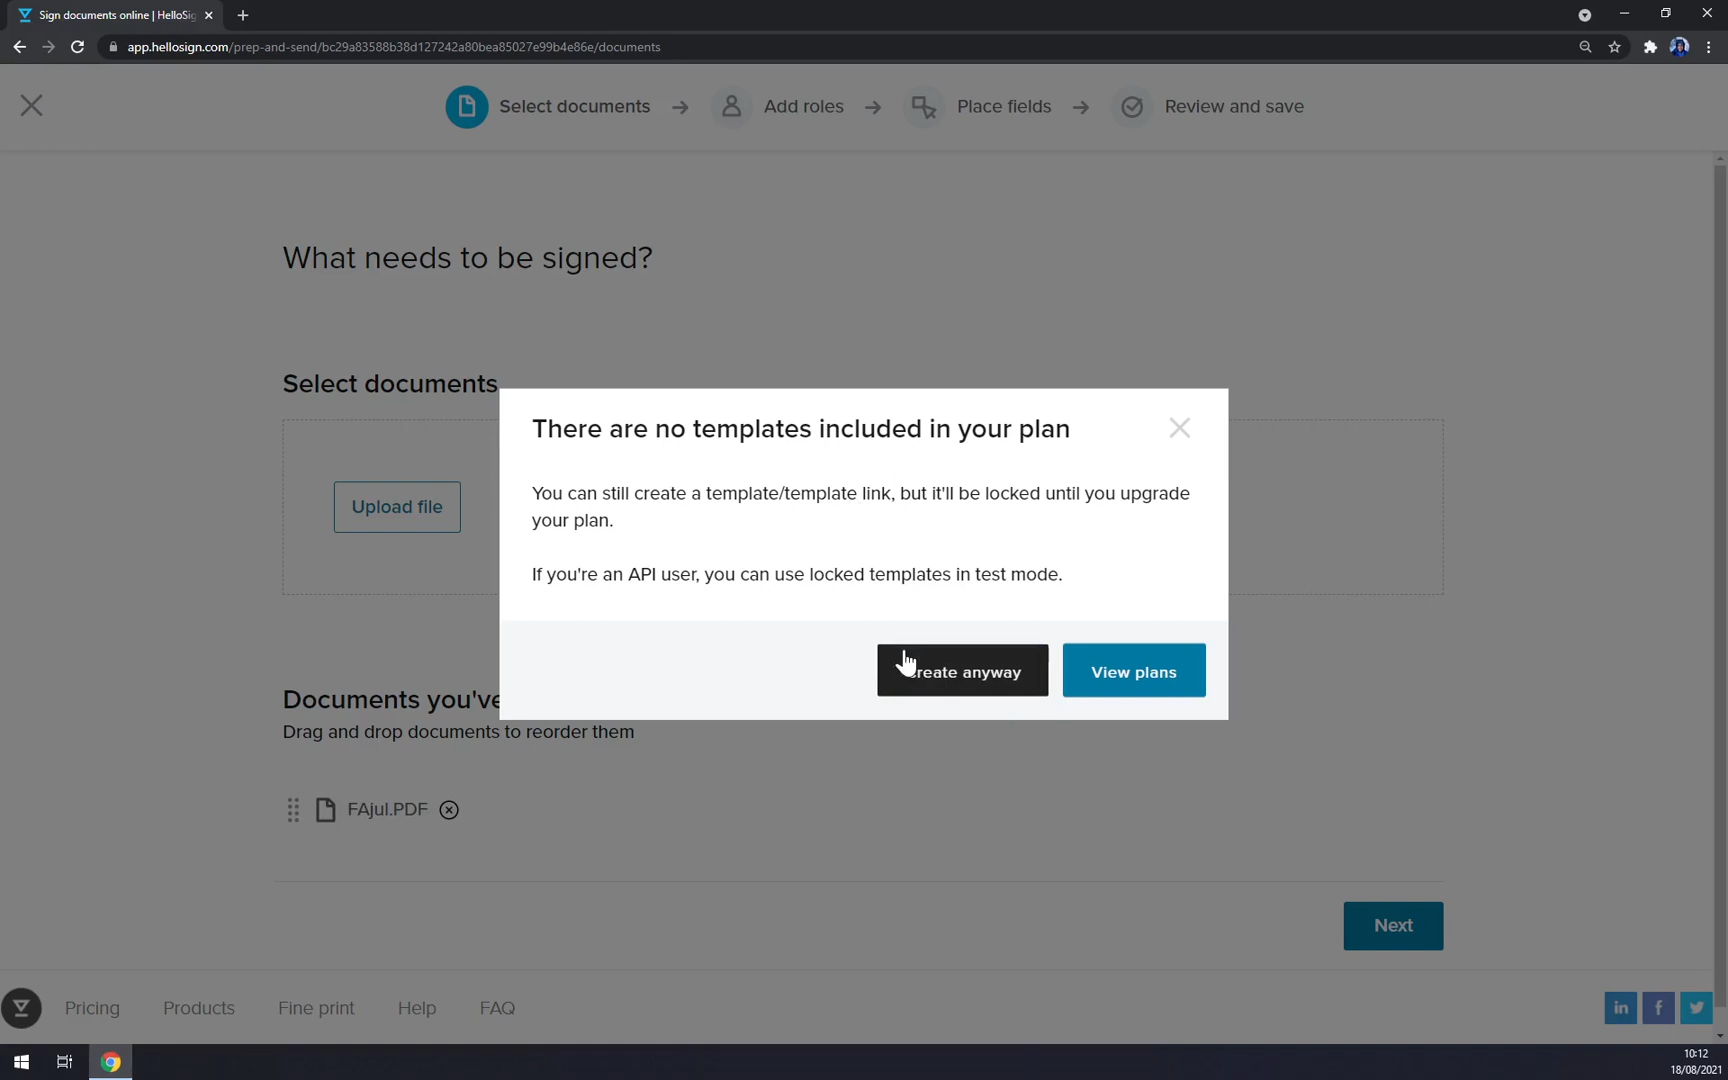 Sign documents online | HelloSig
app.hellosign.com/prep-and-send/bc29a83588b38d127242a80bea85027e99b4e86e/documents
Select documents
Add roles
Place fields
Review and save
What needs to be signed?
Select documents
Upload file
There are no templates included in your plan
You can still create a template/template link, but it'll be locked until you upgrade
your plan.
If you're an API user, you can use locked templates in test mode.
reate anyway
View plans
Documents you've
Drag and drop documents to reorder them
FAjul.PDF
Next
Pricing
Products
Fine print
Help
FAQ
in
f
10:12
18/08/2021